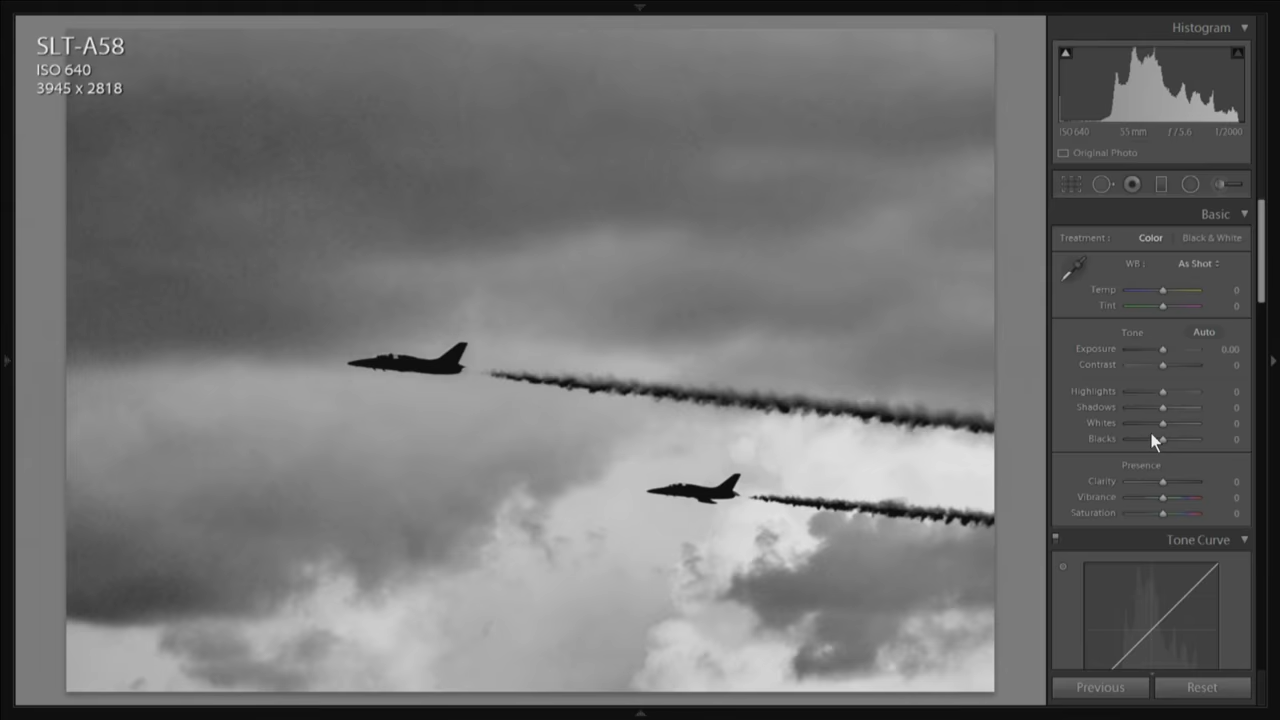 SLT-A58
ISO 640
3945 x 2818
Histogram
ISO 640 55 mm ƒ / 5.6 1/2000
Original Photo
Basic
Treatment : Color Black & White
WB : As Shot
Temp 0
Tint 0
Tone Auto
Exposure 0.00
Contrast 0
Highlights 0
Shadows 0
Whites 0
Blacks 0
Presence
Clarity 0
Vibrance 0
Saturation 0
Tone Curve
Previous Reset